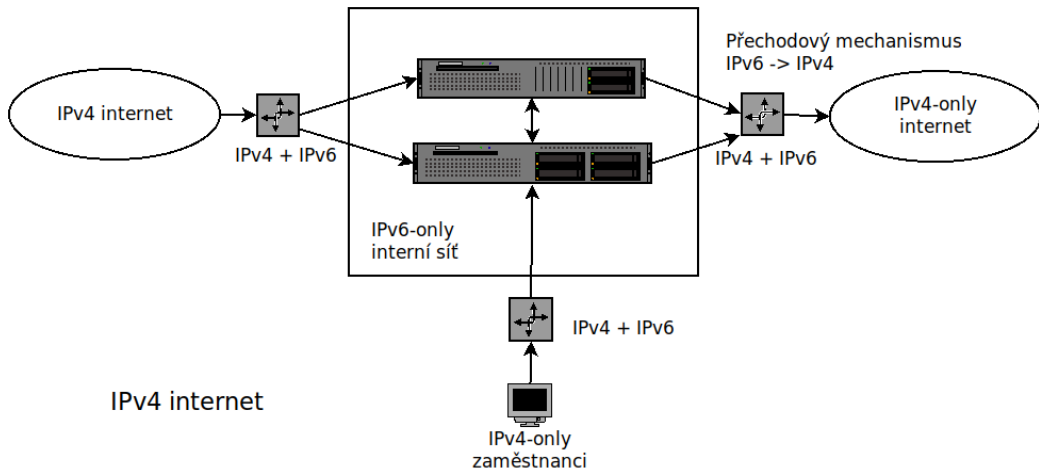 Přechodový mechanismus
IPv6 -> IPv4
IPv4 internet
IPv4-only
internet
IPv4 + IPv6
IPv4 + IPv6
IPv6-only
interní síť
IPv4 + IPv6
IPv4 internet
IPv4-only
zaměstnanci